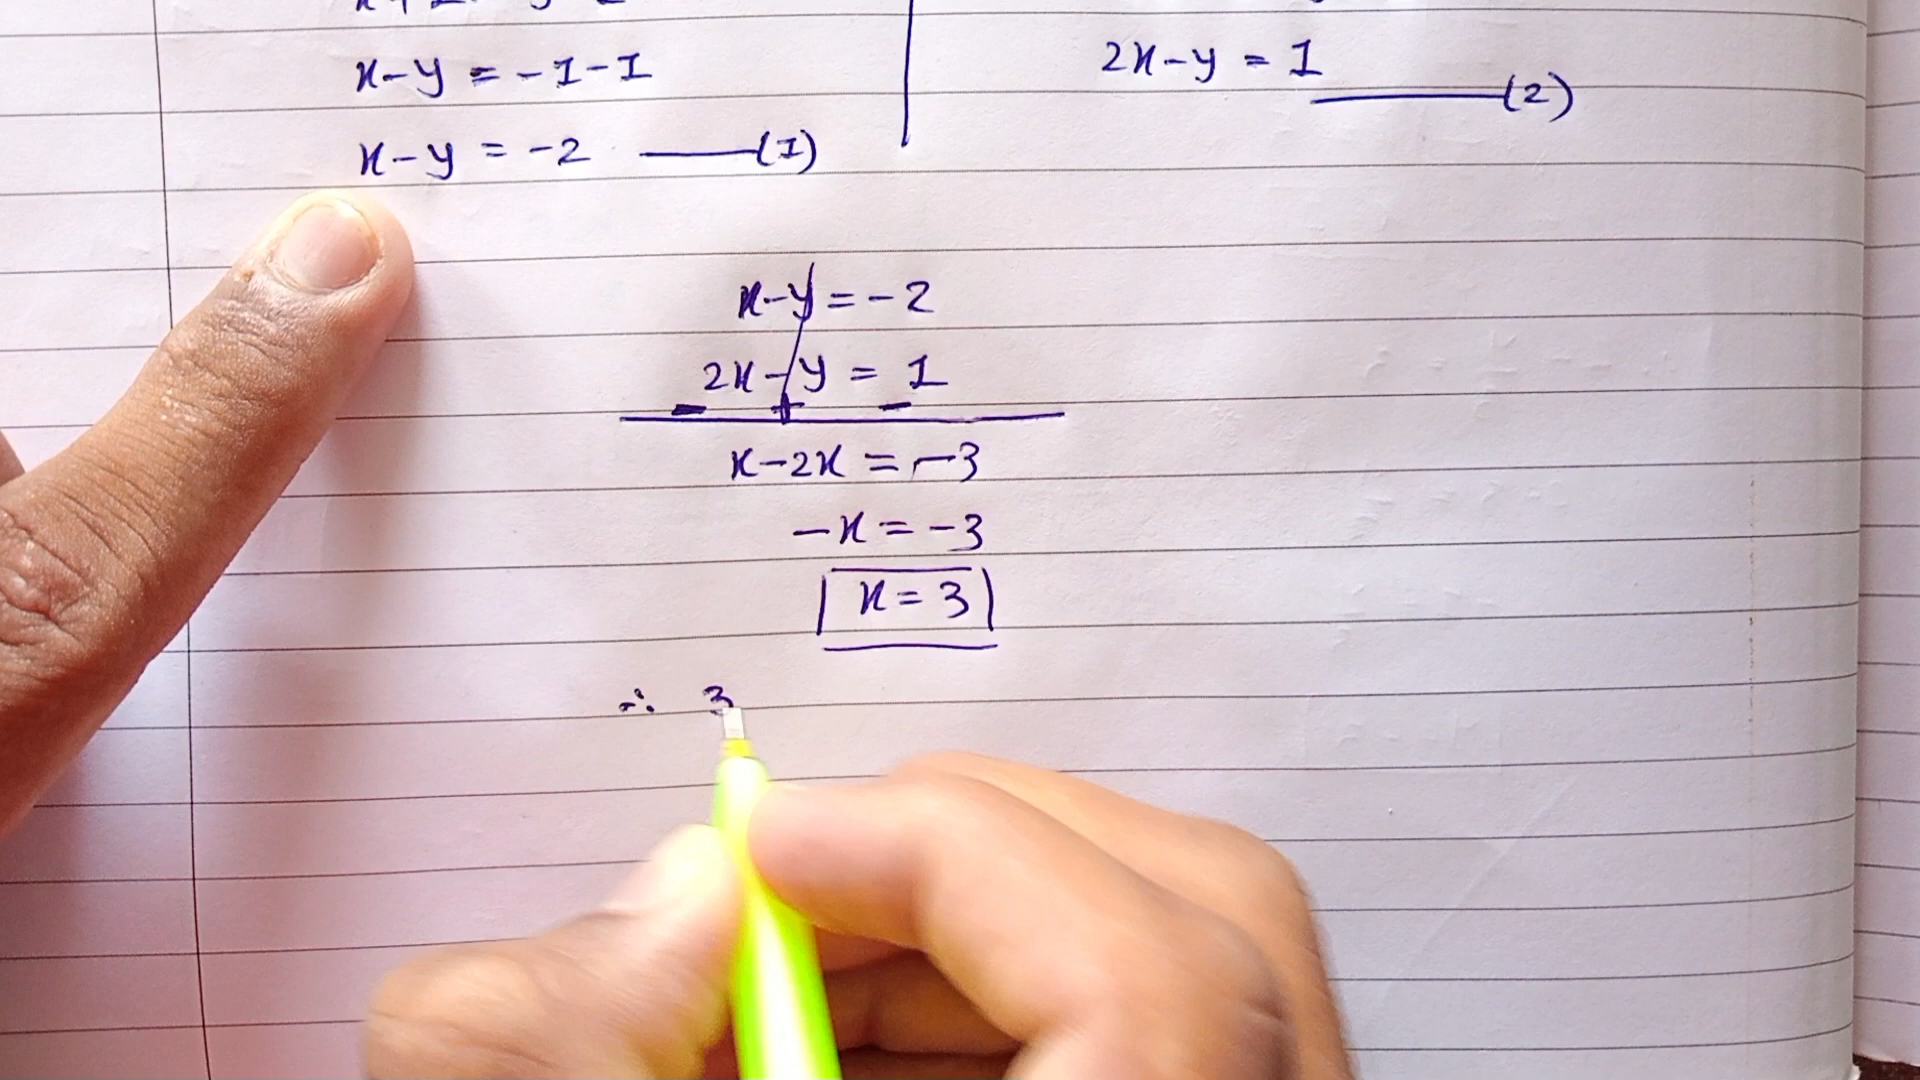 x-y = -1-1
x-y = -2 ——(1)
2x-y = 1
——(2)
x-y = -2
2x-y = 1
- + -
x-2x = -3
-x = -3
x = 3
∴ 3